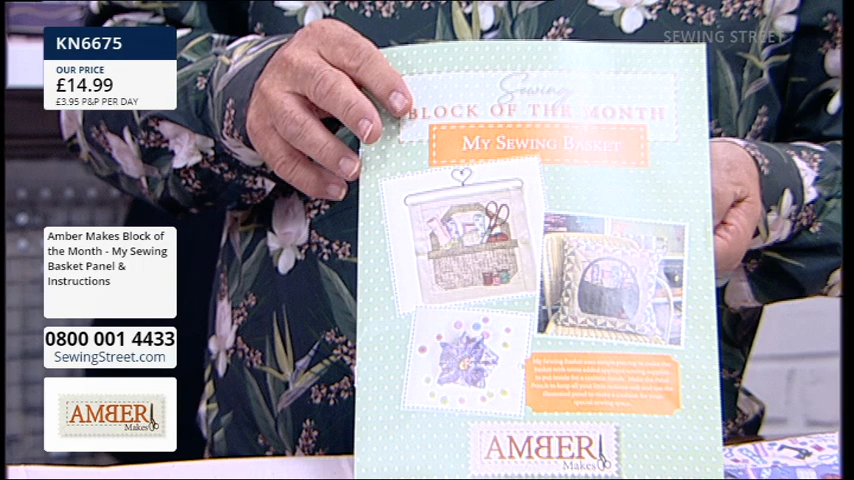 KN6675
OUR PRICE
£14.99
£3.95 P&P PER DAY
SEWING STREET
Sewing
BLOCK OF THE MONTH
MY SEWING BASKET
Amber Makes Block of
the Month - My Sewing
Basket Panel &
Instructions
0800 001 4433
SewingStreet.com
AMBER
Makes
AMBER
Makes